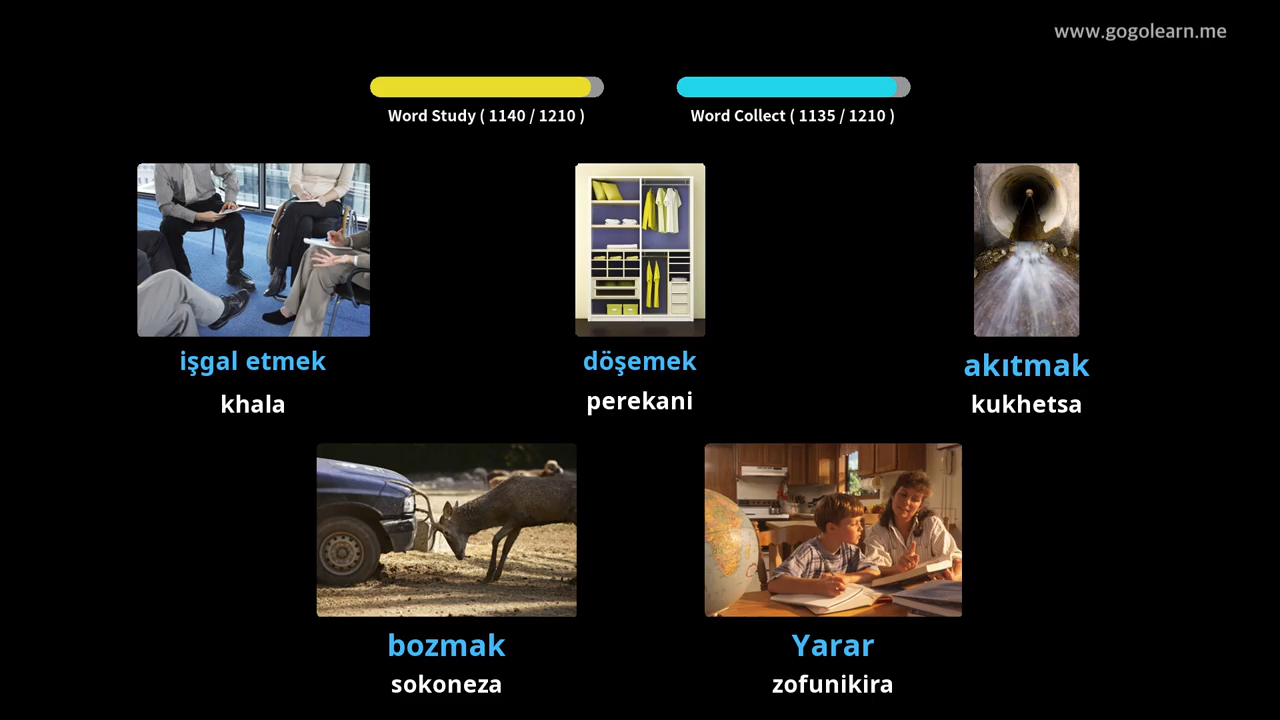 www.gogolearn.me
Word Study ( 1140 / 1210 )
Word Collect ( 1135 / 1210 )
işgal etmek
khala
döşemek
perekani
akıtmak
kukhetsa
bozmak
sokoneza
Yarar
zofunikira